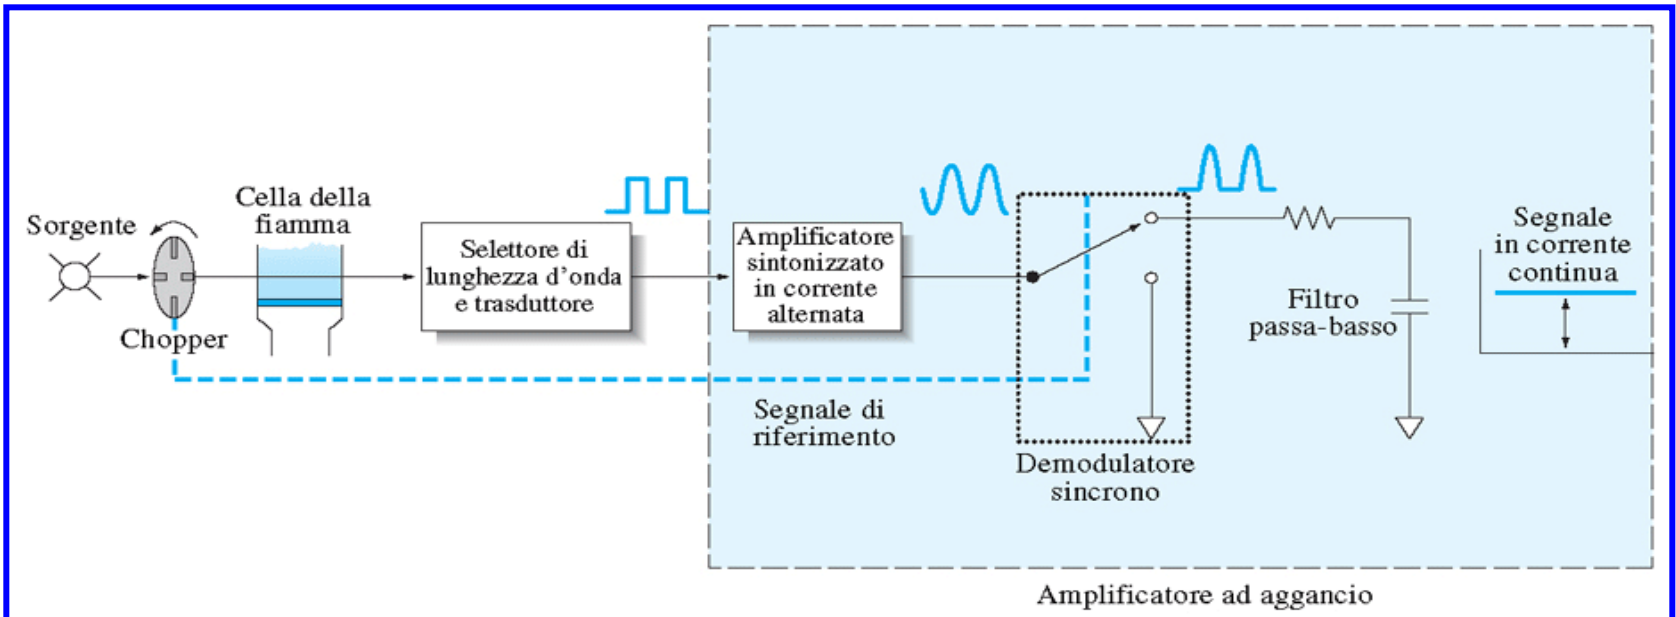 Sorgente
Chopper
Cella della
fiamma
Selettore di
lunghezza d'onda
e trasduttore
Amplificatore
sintonizzato
in corrente
alternata
Segnale di
riferimento
Demodulatore
sincrono
Filtro
passa-basso
Segnale
in corrente
continua
Amplificatore ad aggancio